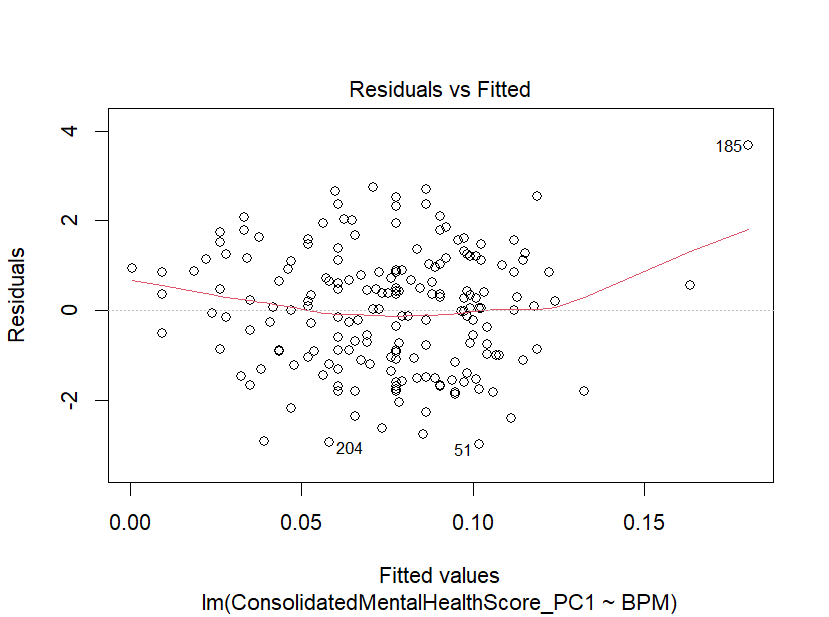 Residuals vs Fitted
Residuals
4
2
0
-2
185
204
51
0.00 0.05 0.10 0.15
Fitted values
lm(ConsolidatedMentalHealthScore_PC1 ~ BPM)